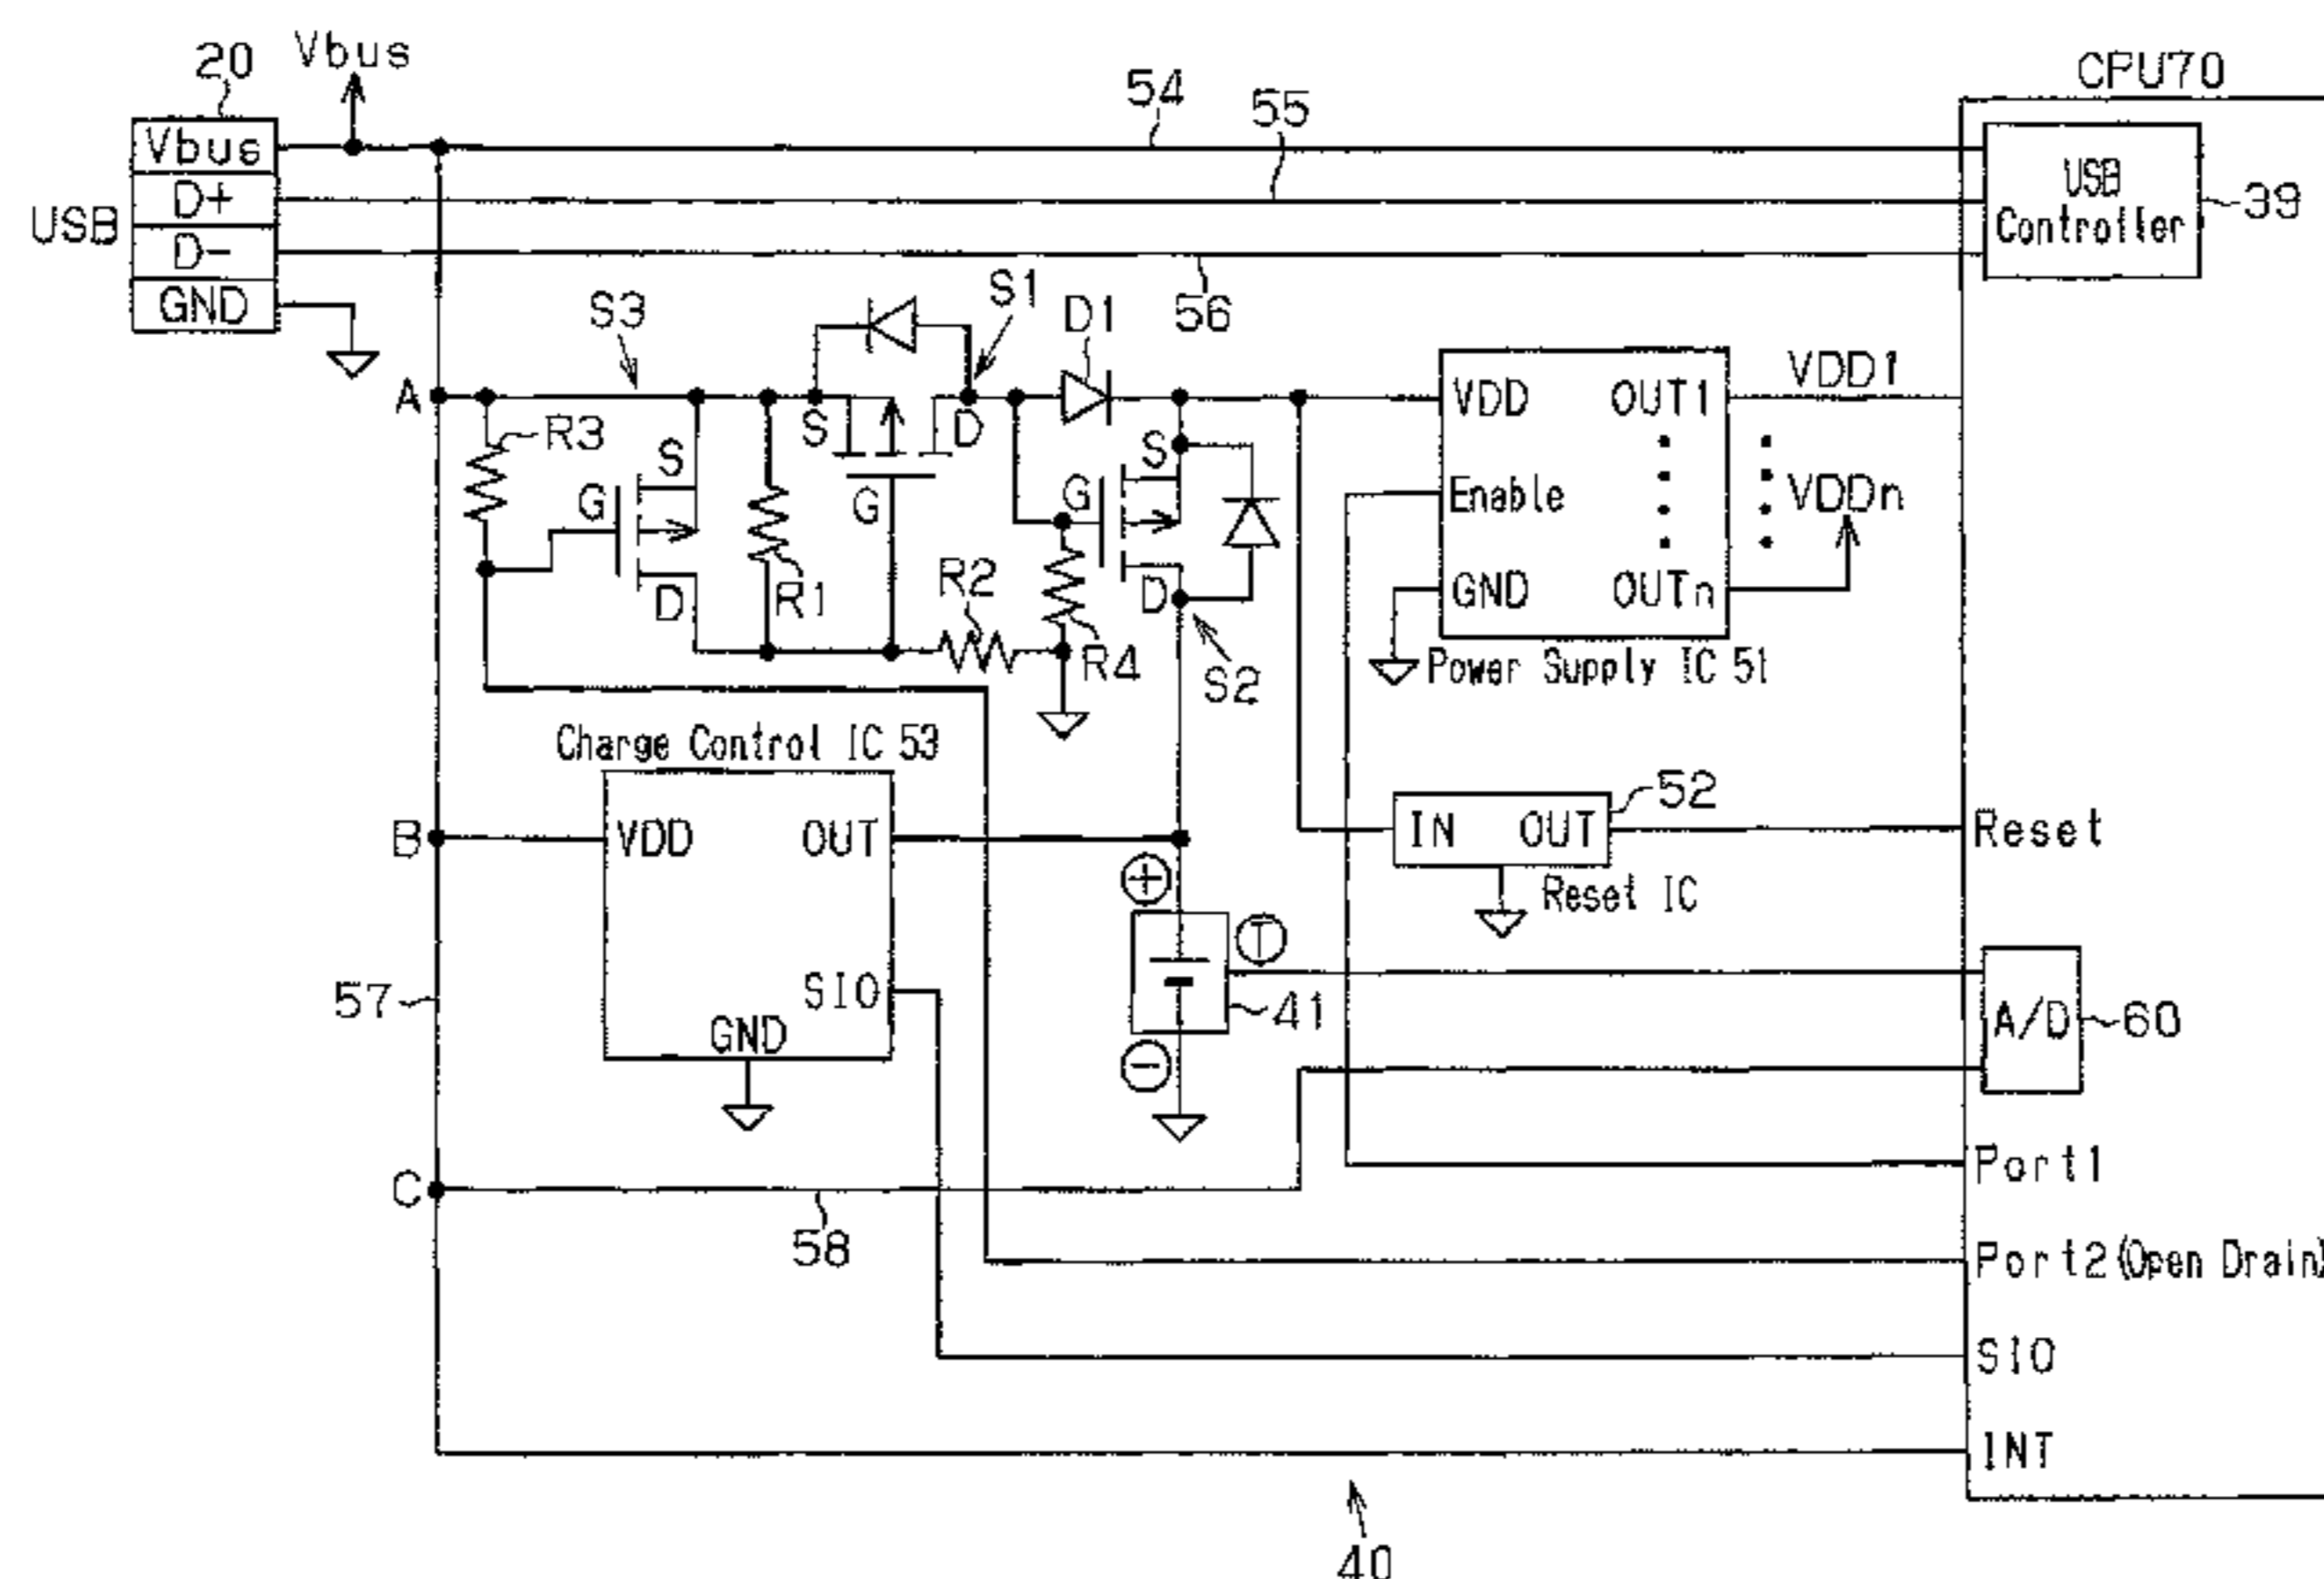 20
Vbus
CPU70
54
55
Vbus
D+
D-
GND
USB
USB
Controller
39
56
S3
S1
D1
A
R3
S
G
D
R1
S
D
G
R2
S
G
D
R4
S2
VDD
OUT1
VDD1
Enable
VDDn
GND
OUTn
Power Supply IC 51
Charge Control IC 53
B
VDD
OUT
SIO
GND
52
IN
OUT
Reset
Reset IC
+
T
41
−
57
A/D
60
C
58
Port1
Port2 (Open Drain)
SIO
INT
40